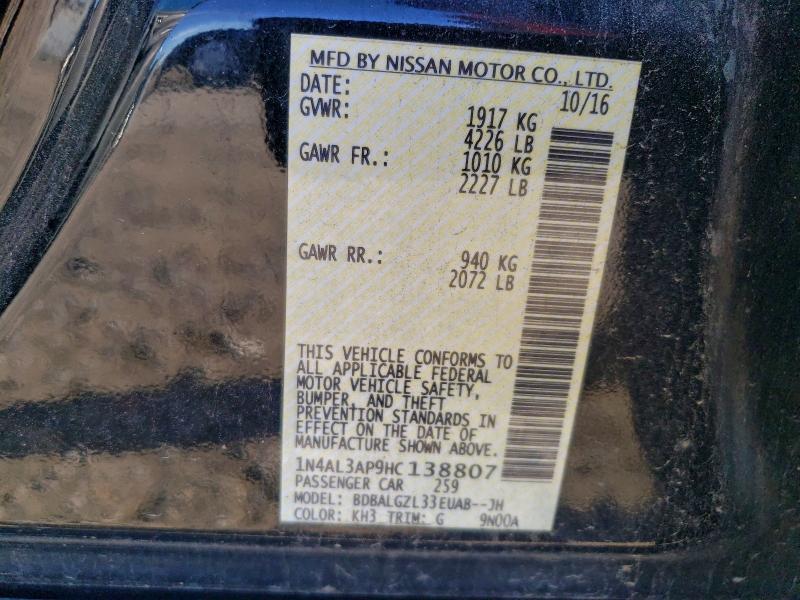 MFD BY NISSAN MOTOR CO., LTD.
DATE: 10/16
GVWR: 1917 KG
4226 LB
GAWR FR.: 1010 KG
2227 LB
GAWR RR.: 940 KG
2072 LB
THIS VEHICLE CONFORMS TO
ALL APPLICABLE FEDERAL
MOTOR VEHICLE SAFETY,
BUMPER, AND THEFT
PREVENTION STANDARDS IN
EFFECT ON THE DATE OF
MANUFACTURE SHOWN ABOVE.
1N4AL3AP9HC138807
PASSENGER CAR 259
MODEL: BDBALGZL33EUAB--JH
COLOR: KH3 TRIM: G 9N00A